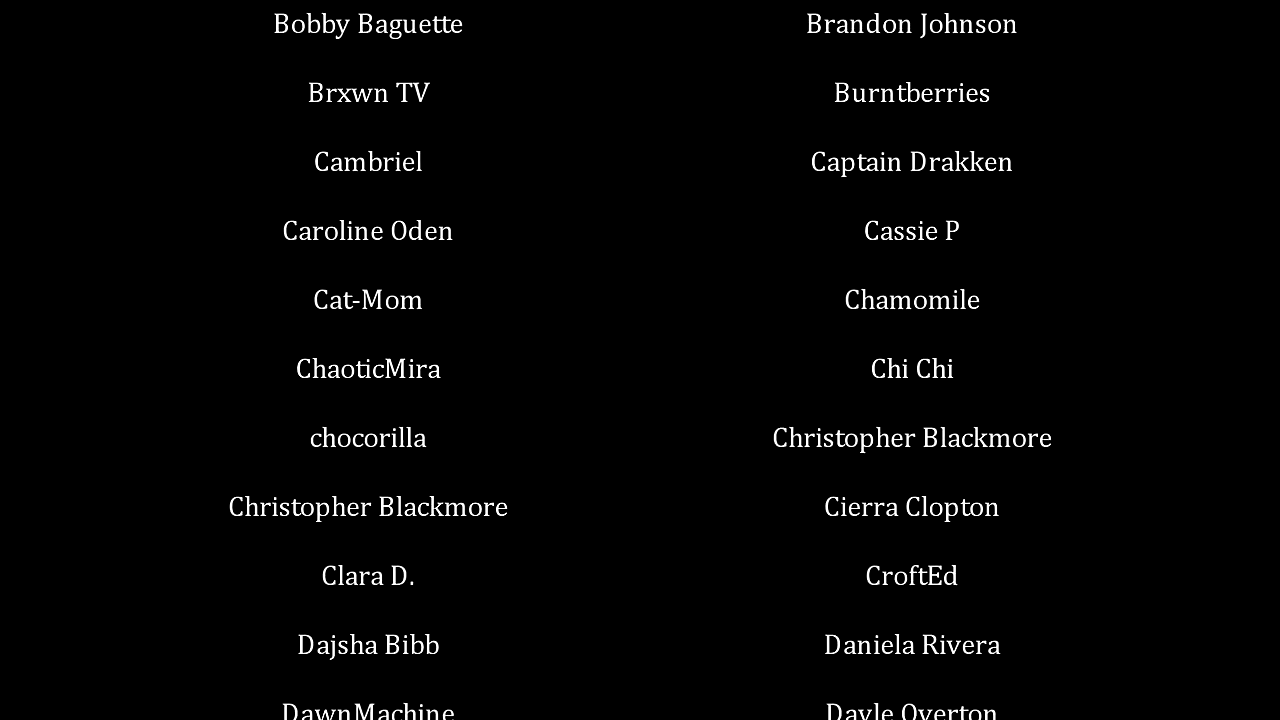 Bobby Baguette
Brandon Johnson
Brxwn TV
Burntberries
Cambriel
Captain Drakken
Caroline Oden
Cassie P
Cat-Mom
Chamomile
ChaoticMira
Chi Chi
chocorilla
Christopher Blackmore
Christopher Blackmore
Cierra Clopton
Clara D.
CroftEd
Dajsha Bibb
Daniela Rivera
DawnMachine
Dayle Overton